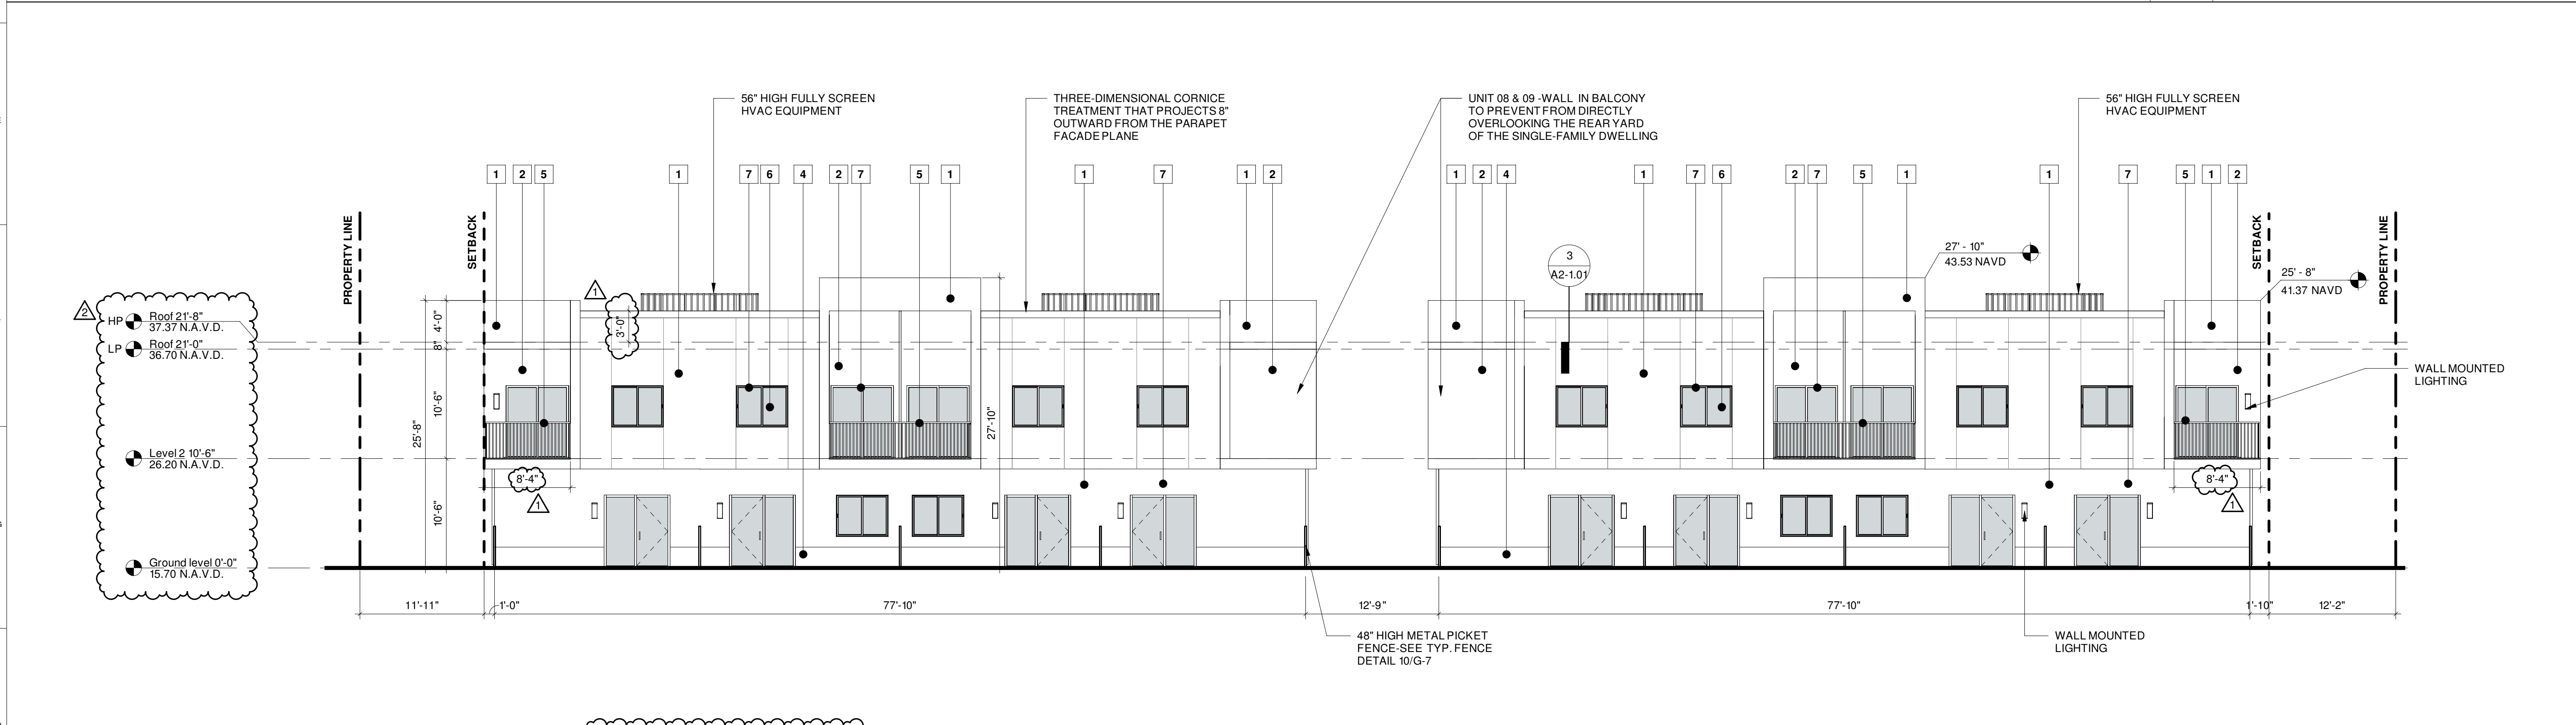 56" HIGH FULLY SCREEN
HVAC EQUIPMENT
THREE-DIMENSIONAL CORNICE
TREATMENT THAT PROJECTS 8"
OUTWARD FROM THE PARAPET
FACADE PLANE
UNIT 08 & 09 -WALL IN BALCONY
TO PREVENT FROM DIRECTLY
OVERLOOKING THE REAR YARD
OF THE SINGLE-FAMILY DWELLING
56" HIGH FULLY SCREEN
HVAC EQUIPMENT
1 2 5 1 7 6 4 2 7 5 1 1 7 1 2 1 2 4 1 7 6 2 7 5 1 1 7 5 1 2
PROPERTY LINE
SETBACK
SETBACK
PROPERTY LINE
3
A2-1.01
27' - 10"
43.53 NAVD
25' - 8"
41.37 NAVD
2
1
HP
Roof 21'-8"
37.37 N.A.V.D.
LP
Roof 21'-0"
36.70 N.A.V.D.
4'-0"
8"
3'-0"
10'-6"
25'-8"
27'-10"
WALL MOUNTED
LIGHTING
Level 2 10'-6"
26.20 N.A.V.D.
8'-4"
1
8'-4"
1
10'-6"
Ground level 0'-0"
15.70 N.A.V.D.
11'-11"
1'-0"
77'-10"
12'-9"
77'-10"
1'-10"
12'-2"
48" HIGH METAL PICKET
FENCE-SEE TYP. FENCE
DETAIL 10/G-7
WALL MOUNTED
LIGHTING